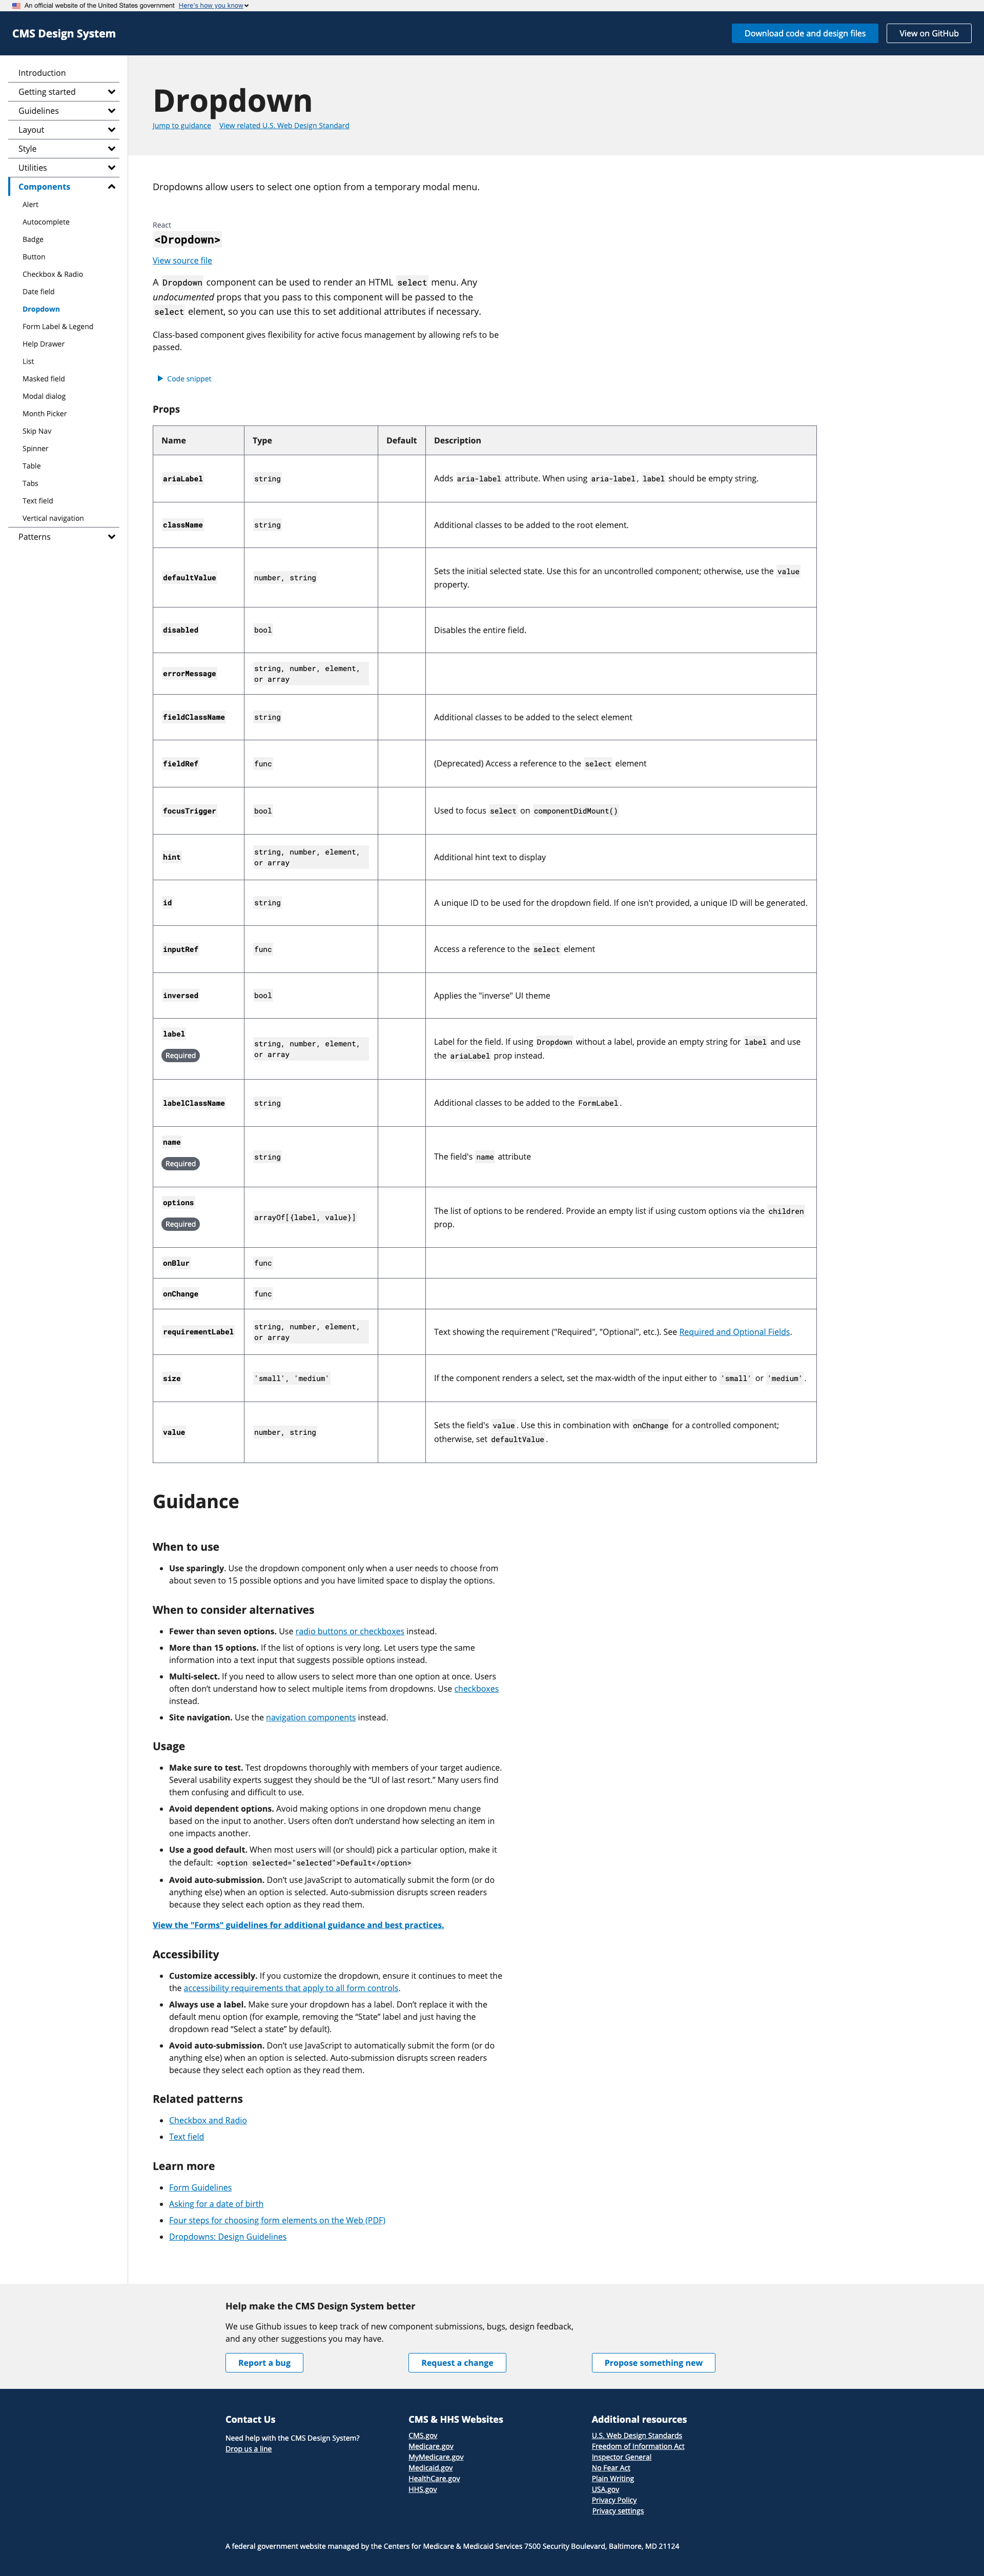 An official website of the United States government Here's how you know
CMS Design System
Download code and design files
View on GitHub
Introduction
Getting started
Guidelines
Layout
Style
Utilities
Components
Alert
Autocomplete
Badge
Button
Checkbox & Radio
Date field
Dropdown
Form Label & Legend
Help Drawer
List
Masked field
Modal dialog
Month Picker
Skip Nav
Spinner
Table
Tabs
Text field
Vertical navigation
Patterns
Dropdown
Jump to guidance View related U.S. Web Design Standard
Dropdowns allow users to select one option from a temporary modal menu.
React
<Dropdown>
View source file
A Dropdown component can be used to render an HTML select menu. Any
undocumented props that you pass to this component will be passed to the
select element, so you can use this to set additional attributes if necessary.
Class-based component gives flexibility for active focus management by allowing refs to be
passed.
Code snippet
Props
Name Type Default Description
ariaLabel string Adds aria-label attribute. When using aria-label, label should be empty string.
className string Additional classes to be added to the root element.
defaultValue number, string Sets the initial selected state. Use this for an uncontrolled component; otherwise, use the value
property.
disabled bool Disables the entire field.
errorMessage string, number, element,
or array
fieldClassName string Additional classes to be added to the select element
fieldRef func (Deprecated) Access a reference to the select element
focusTrigger bool Used to focus select on componentDidMount()
hint string, number, element,
or array Additional hint text to display
id string A unique ID to be used for the dropdown field. If one isn't provided, a unique ID will be generated.
inputRef func Access a reference to the select element
inversed bool Applies the "inverse" UI theme
label
Required
string, number, element,
or array
Label for the field. If using Dropdown without a label, provide an empty string for label and use
the ariaLabel prop instead.
labelClassName string Additional classes to be added to the FormLabel.
name
Required
string The field's name attribute
options
Required
arrayOf[{label, value}]
The list of options to be rendered. Provide an empty list if using custom options via the children
prop.
onBlur func
onChange func
requirementLabel string, number, element,
or array Text showing the requirement ("Required", "Optional", etc.). See Required and Optional Fields.
size 'small', 'medium' If the component renders a select, set the max-width of the input either to 'small' or 'medium'.
value number, string Sets the field's value. Use this in combination with onChange for a controlled component;
otherwise, set defaultValue.
Guidance
When to use
Use sparingly. Use the dropdown component only when a user needs to choose from
about seven to 15 possible options and you have limited space to display the options.
When to consider alternatives
Fewer than seven options. Use radio buttons or checkboxes instead.
More than 15 options. If the list of options is very long. Let users type the same
information into a text input that suggests possible options instead.
Multi-select. If you need to allow users to select more than one option at once. Users
often don't understand how to select multiple items from dropdowns. Use checkboxes
instead.
Site navigation. Use the navigation components instead.
Usage
Make sure to test. Test dropdowns thoroughly with members of your target audience.
Several usability experts suggest they should be the “UI of last resort.” Many users find
them confusing and difficult to use.
Avoid dependent options. Avoid making options in one dropdown menu change
based on the input to another. Users often don’t understand how selecting an item in
one impacts another.
Use a good default. When most users will (or should) pick a particular option, make it
the default: <option selected="selected">Default</option>
Avoid auto-submission. Don’t use JavaScript to automatically submit the form (or do
anything else) when an option is selected. Auto-submission disrupts screen readers
because they select each option as they read them.
View the "Forms" guidelines for additional guidance and best practices.
Accessibility
Customize accessibly. If you customize the dropdown, ensure it continues to meet the
the accessibility requirements that apply to all form controls.
Always use a label. Make sure your dropdown has a label. Don’t replace it with the
default menu option (for example, removing the “State” label and just having the
dropdown read “Select a state” by default).
Avoid auto-submission. Don’t use JavaScript to automatically submit the form (or do
anything else) when an option is selected. Auto-submission disrupts screen readers
because they select each option as they read them.
Related patterns
Checkbox and Radio
Text field
Learn more
Form Guidelines
Asking for a date of birth
Four steps for choosing form elements on the Web (PDF)
Dropdowns: Design Guidelines
Help make the CMS Design System better
We use Github issues to keep track of new component submissions, bugs, design feedback,
and any other suggestions you may have.
Report a bug
Request a change
Propose something new
Contact Us
Need help with the CMS Design System?
Drop us a line
CMS & HHS Websites
CMS.gov
Medicare.gov
MyMedicare.gov
Medicaid.gov
HealthCare.gov
HHS.gov
Additional resources
U.S. Web Design Standards
Freedom of Information Act
Inspector General
No Fear Act
Plain Writing
USA.gov
Privacy Policy
Privacy settings
A federal government website managed by the Centers for Medicare & Medicaid Services 7500 Security Boulevard, Baltimore, MD 21124